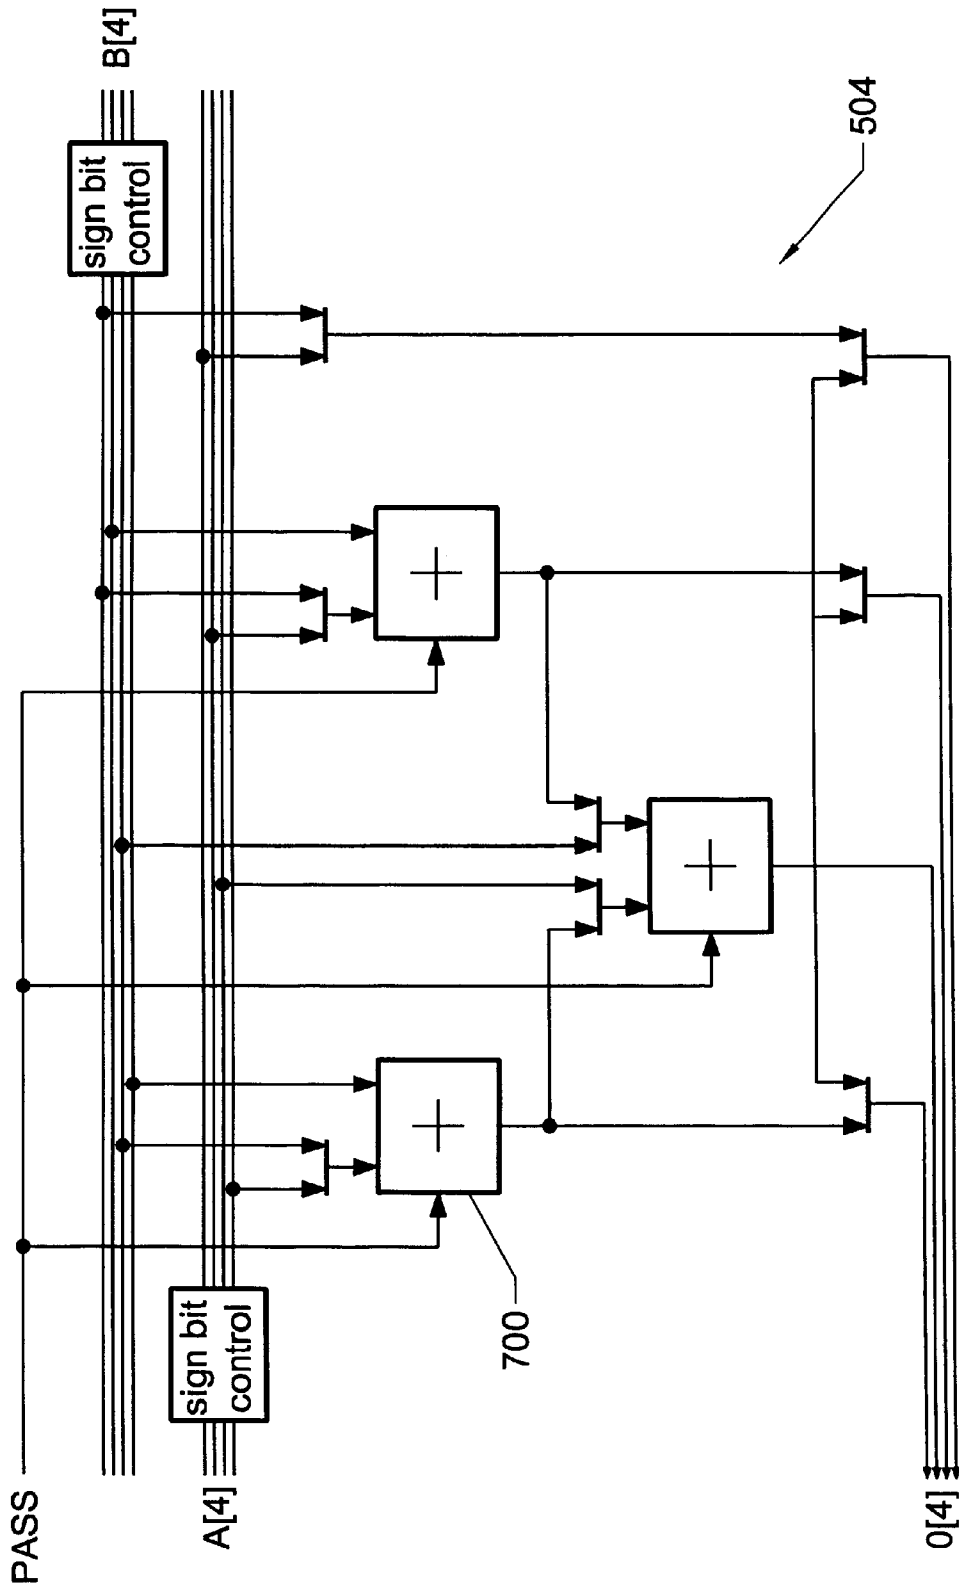 PASS
B[4]
sign bit
control
sign bit
control
A[4]
504
700
0[4]